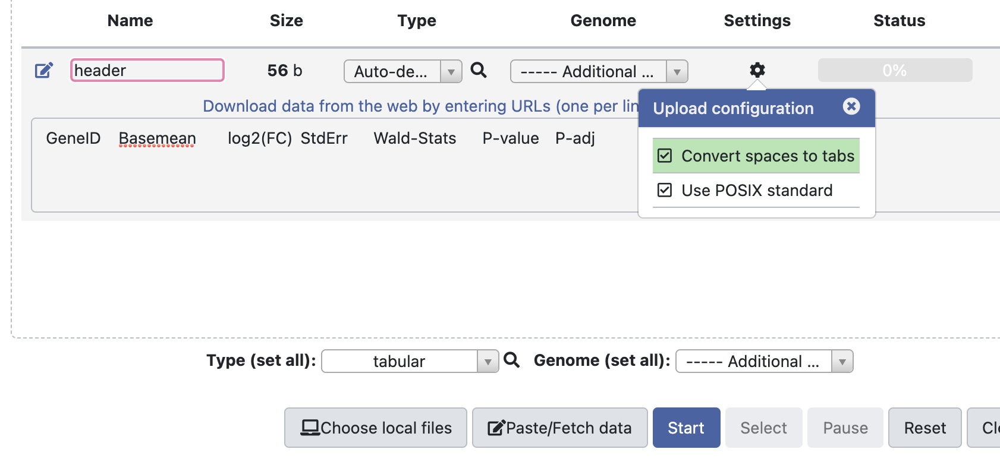 Name Size Type Genome Settings Status
header 56 b Auto-de... ----- Additional ... 0%
Download data from the web by entering URLs (one per lin
Upload configuration
GeneID Basemean log2(FC) StdErr Wald-Stats P-value P-adj
Convert spaces to tabs
Use POSIX standard
Type (set all): tabular Genome (set all): ----- Additional ...
Choose local files Paste/Fetch data Start Select Pause Reset Cl